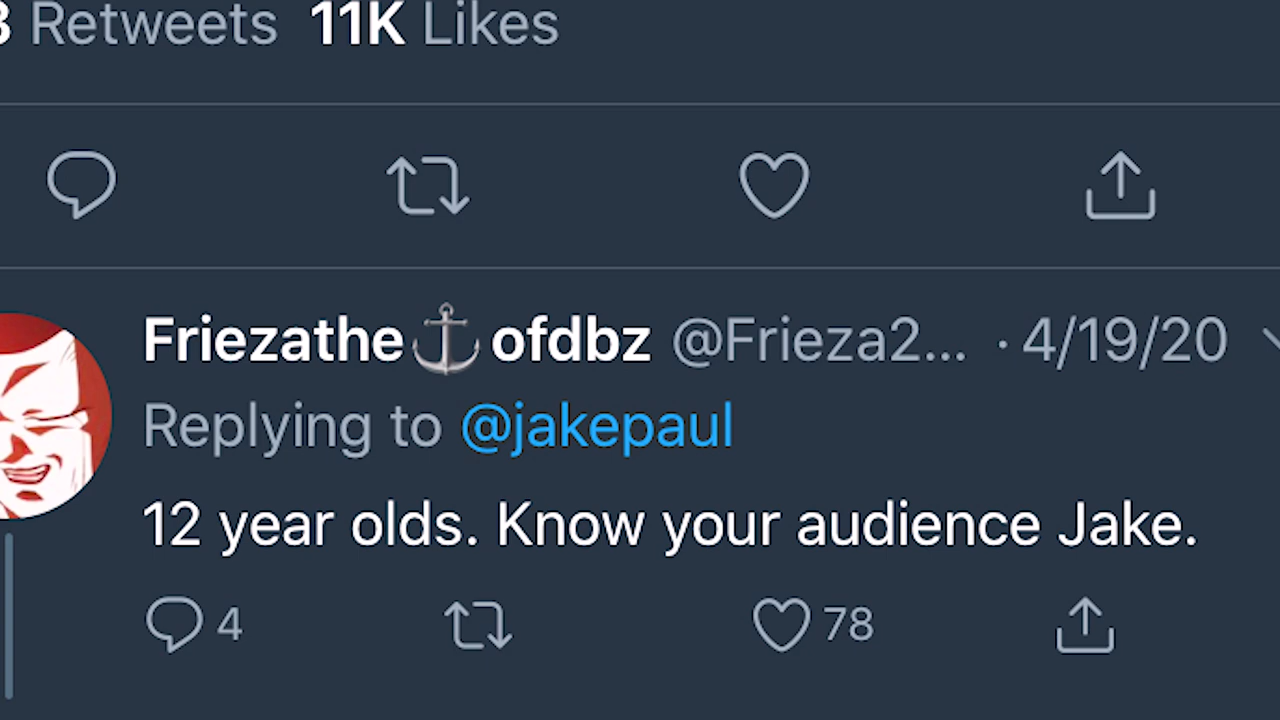 Retweets 11K Likes
Friezathe⚓ofdbz @Frieza2... · 4/19/20
Replying to @jakepaul
12 year olds. Know your audience Jake.
4 78